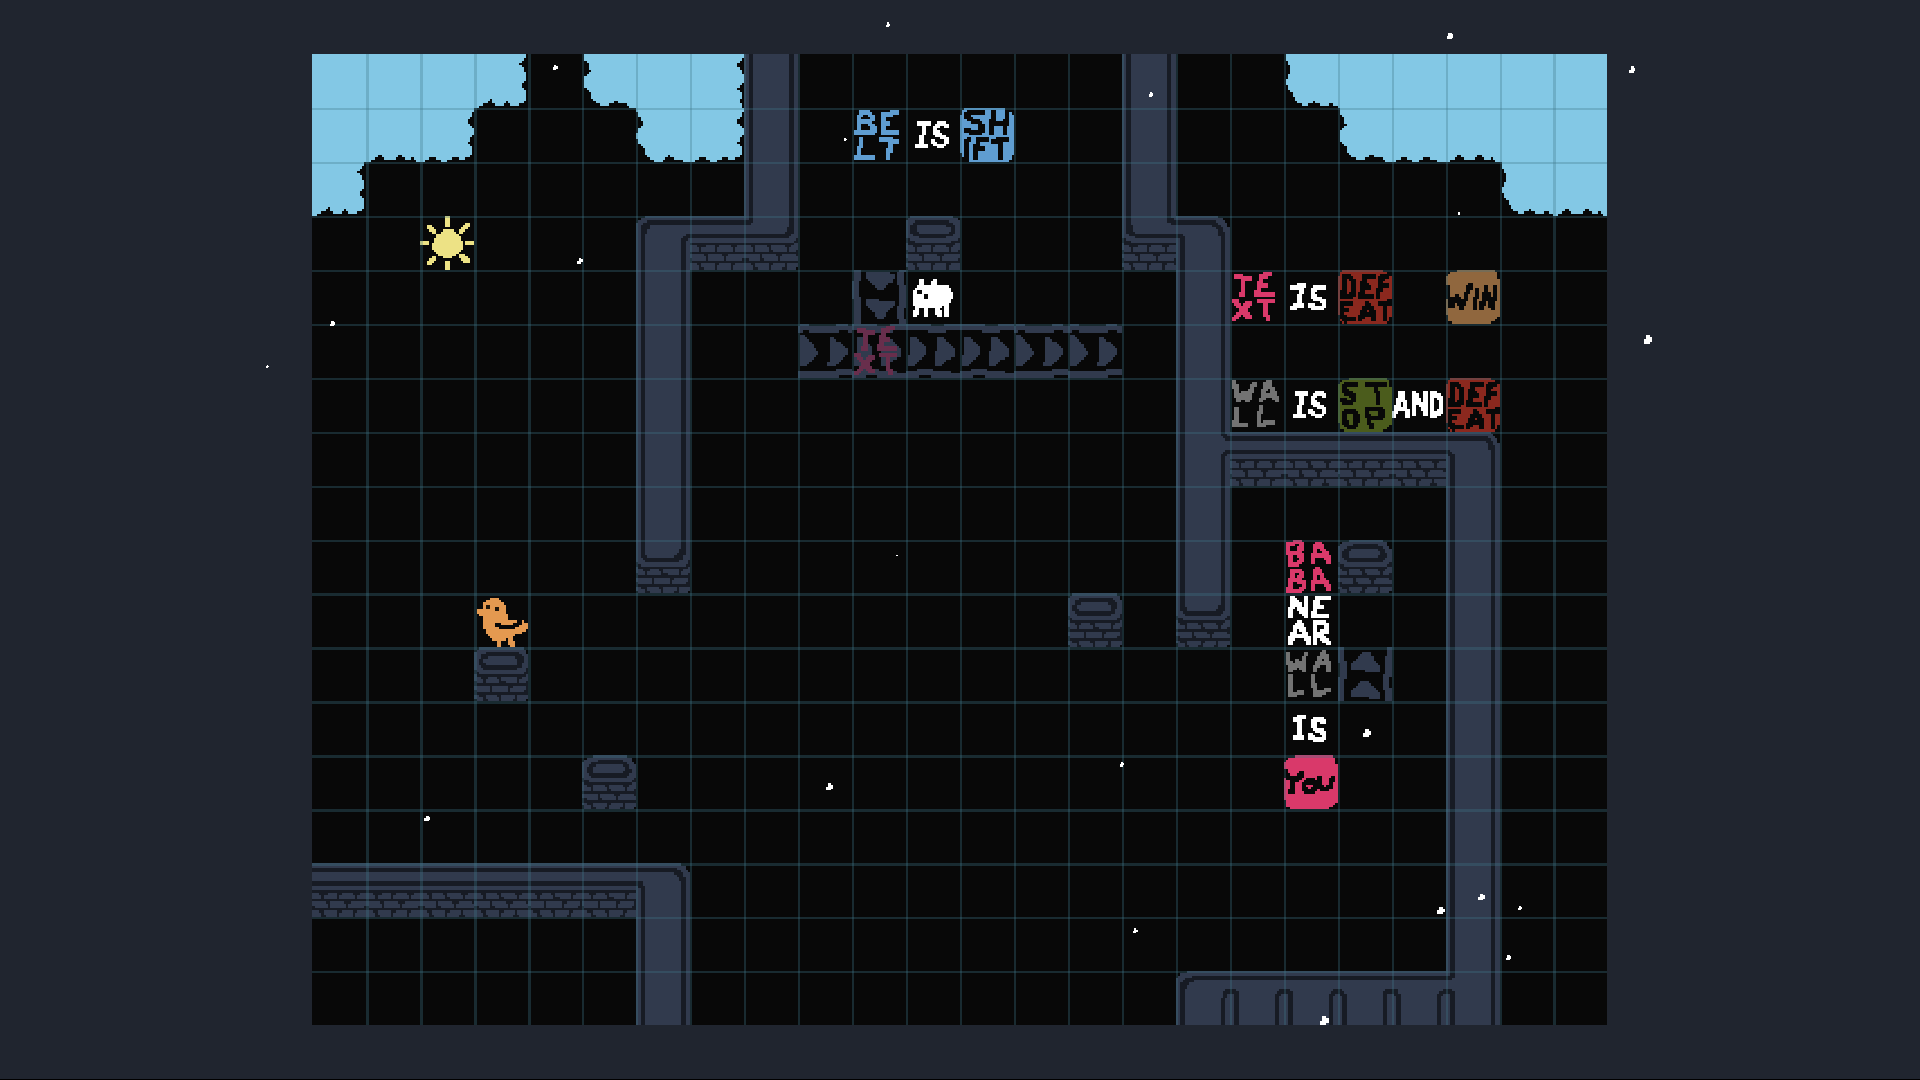 BELT IS SHIFT
TEXT IS DEFEAT WIN
TEXT
WALL IS STOP AND DEFEAT
BABA
NEAR
WALL
IS
YOU